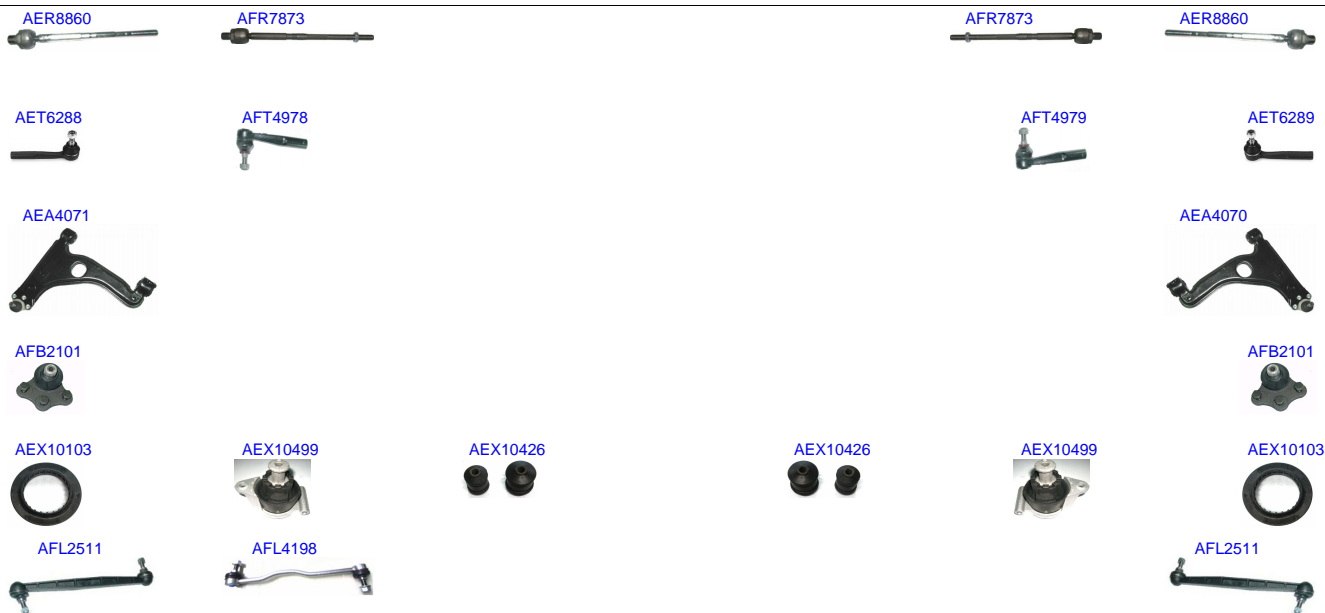 AER8860 AFR7873 AFR7873 AER8860
AET6288 AFT4978 AFT4979 AET6289
AEA4071 AEA4070
AFB2101 AFB2101
AEX10103 AEX10499 AEX10426 AEX10426 AEX10499 AEX10103
AFL2511 AFL4198 AFL2511